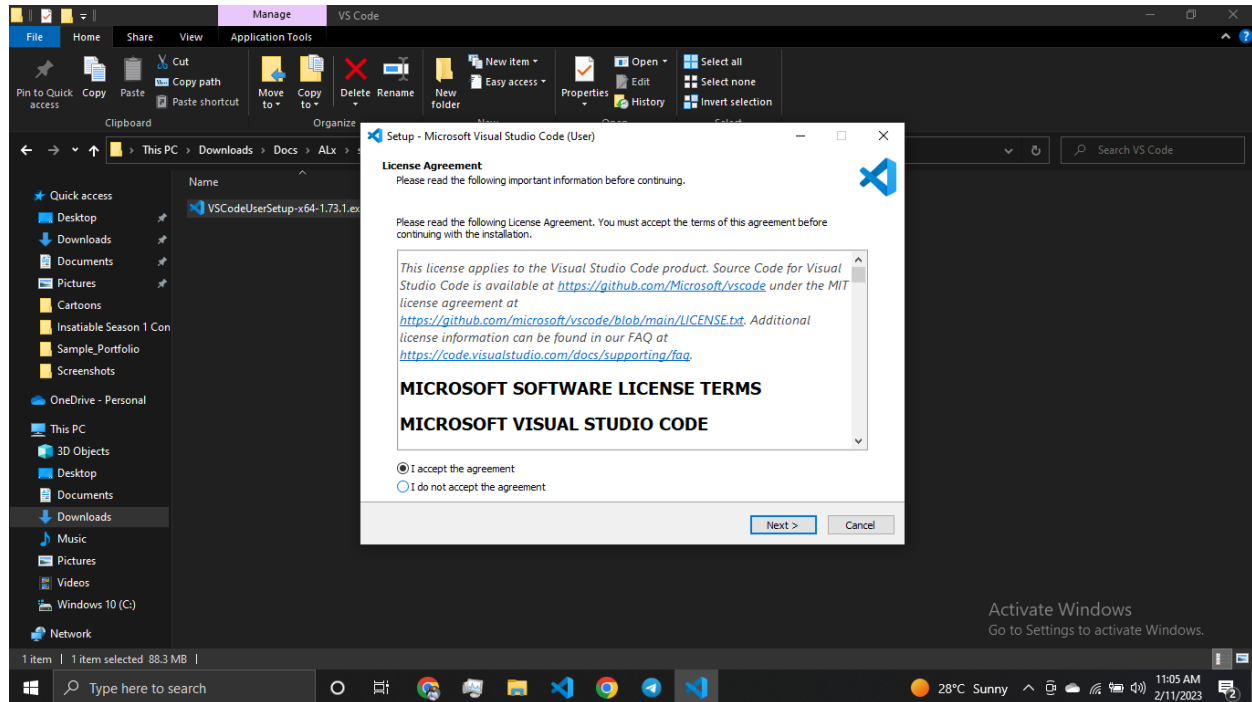 Manage
VS Code
File Home Share View Application Tools
Pin to Quick access
Copy
Paste
Cut
Copy path
Paste shortcut
Clipboard
Move to
Copy to
Delete
Rename
Organize
New folder
New item
Easy access
New
Properties
Open
Edit
History
Open
Select all
Select none
Invert selection
Select
This PC > Downloads > Docs > ALx >
Search VS Code
Quick access
Desktop
Downloads
Documents
Pictures
Cartoons
Insatiable Season 1 Con
Sample_Portfolio
Screenshots
OneDrive - Personal
This PC
3D Objects
Desktop
Documents
Downloads
Music
Pictures
Videos
Windows 10 (C:)
Network
Name
VSCodeUserSetup-x64-1.73.1.ex
Setup - Microsoft Visual Studio Code (User)
License Agreement
Please read the following important information before continuing.
Please read the following License Agreement. You must accept the terms of this agreement before
continuing with the installation.
This license applies to the Visual Studio Code product. Source Code for Visual
Studio Code is available at https://github.com/Microsoft/vscode under the MIT
license agreement at
https://github.com/microsoft/vscode/blob/main/LICENSE.txt. Additional
license information can be found in our FAQ at
https://code.visualstudio.com/docs/supporting/faq.
MICROSOFT SOFTWARE LICENSE TERMS
MICROSOFT VISUAL STUDIO CODE
I accept the agreement
I do not accept the agreement
Next >
Cancel
Activate Windows
Go to Settings to activate Windows.
1 item
1 item selected 88.3 MB
Type here to search
28°C Sunny
11:05 AM
2/11/2023
2